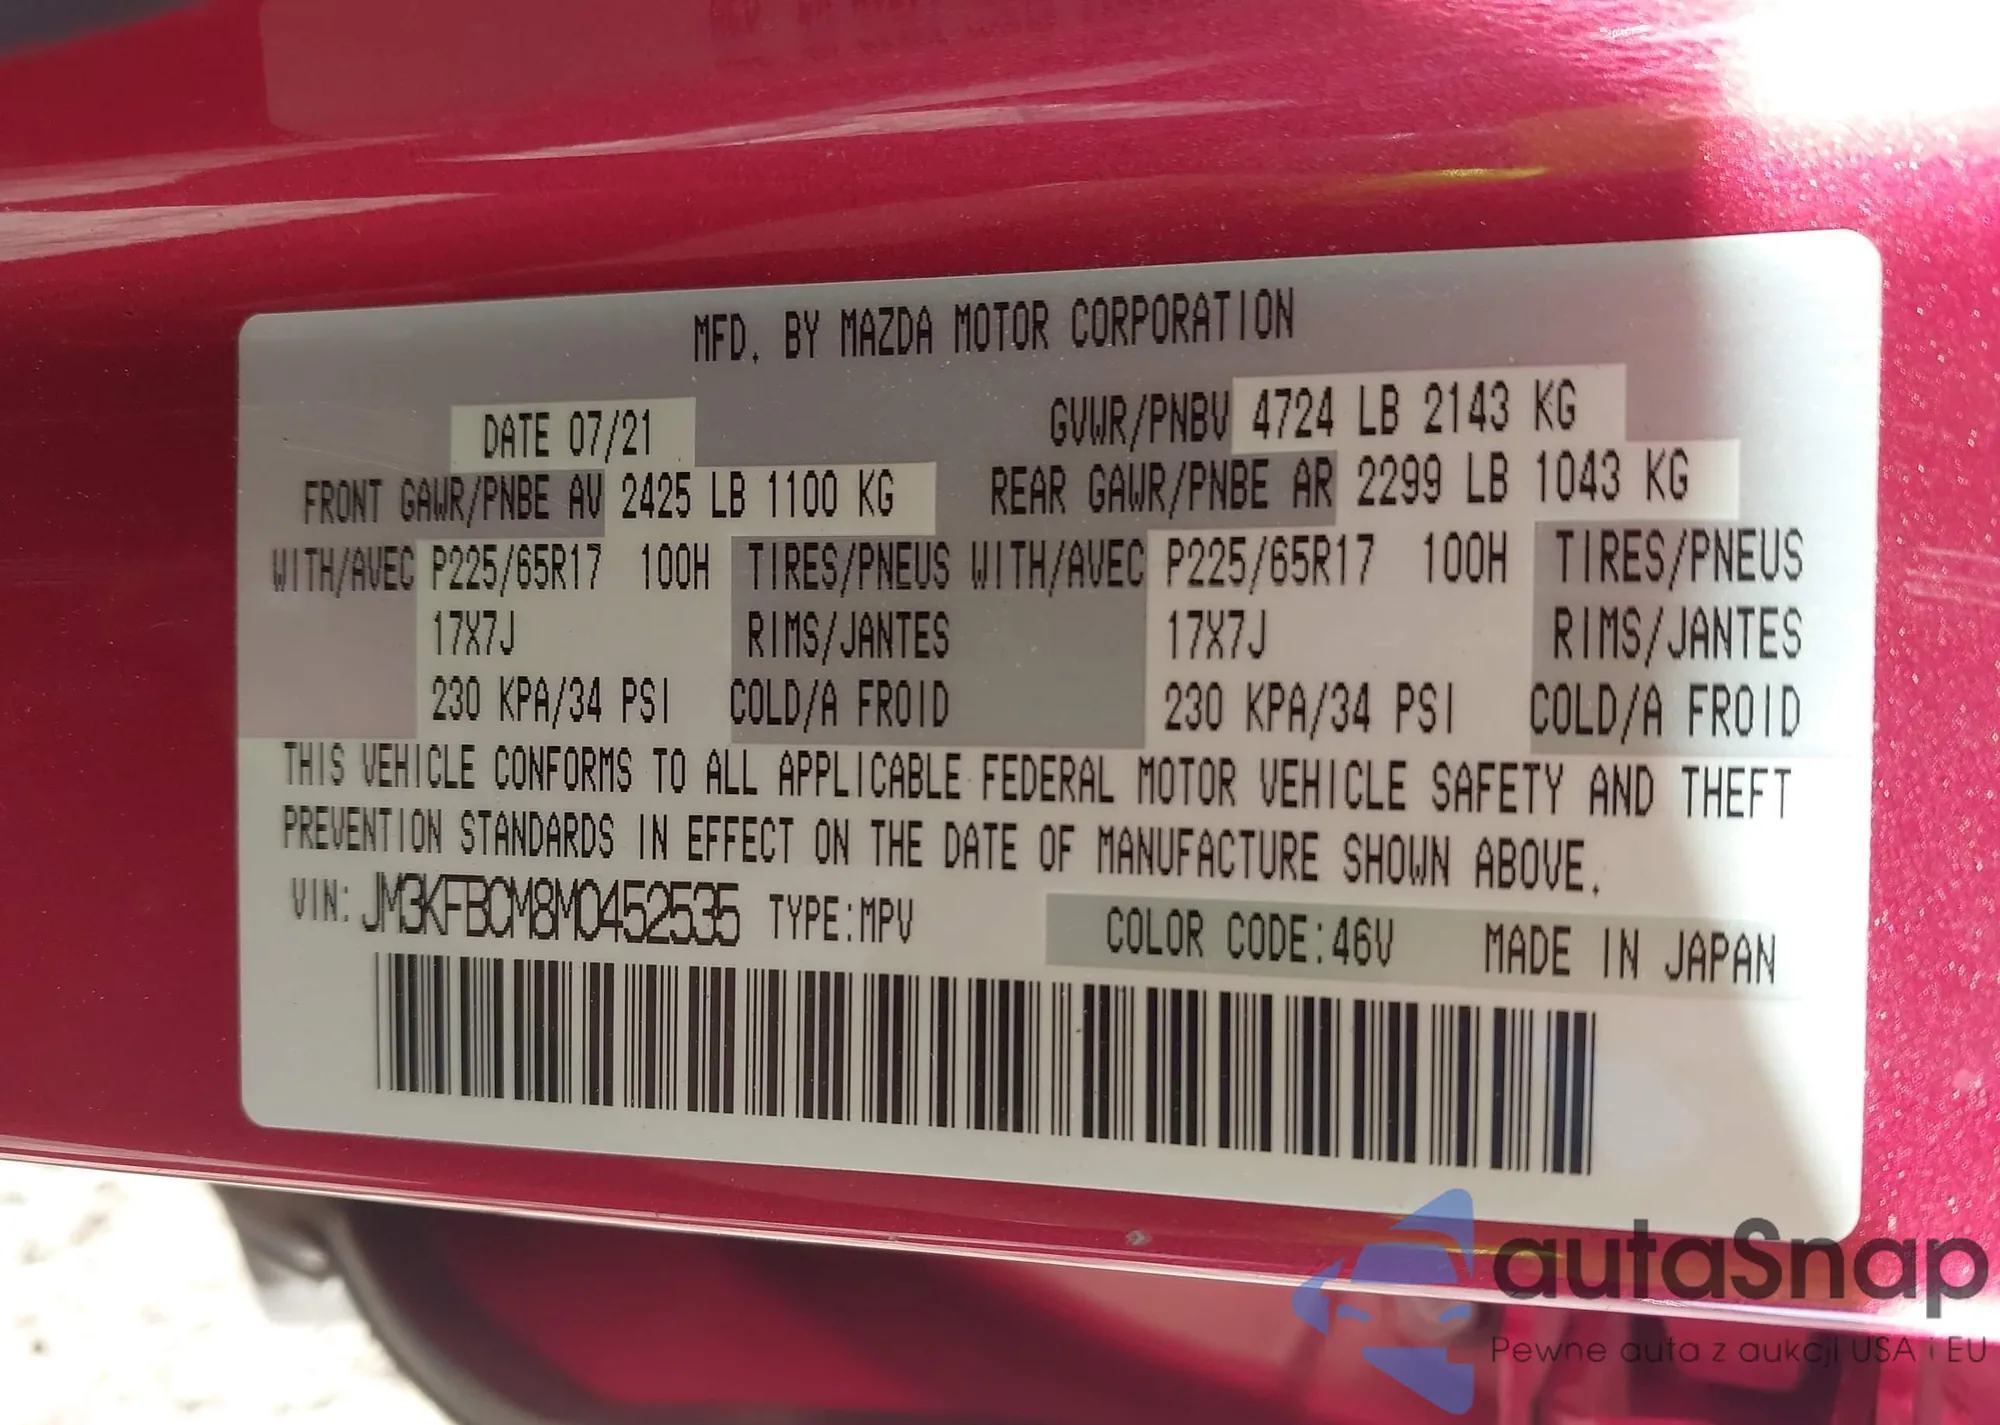 MFD. BY MAZDA MOTOR CORPORATION
DATE 07/21 GVWR/PNBV 4724 LB 2143 KG
FRONT GAWR/PNBE AV 2425 LB 1100 KG REAR GAWR/PNBE AR 2299 LB 1043 KG
WITH/AVEC P225/65R17 100H TIRES/PNEUS WITH/AVEC P225/65R17 100H TIRES/PNEUS
17X7J RIMS/JANTES 17X7J RIMS/JANTES
230 KPA/34 PSI COLD/A FROID 230 KPA/34 PSI COLD/A FROID
THIS VEHICLE CONFORMS TO ALL APPLICABLE FEDERAL MOTOR VEHICLE SAFETY AND THEFT
PREVENTION STANDARDS IN EFFECT ON THE DATE OF MANUFACTURE SHOWN ABOVE.
VIN: JM3KFBCM8M0452535 TYPE:MPV COLOR CODE:46V MADE IN JAPAN
autaSnap
Pewne auta z aukcji USA i EU